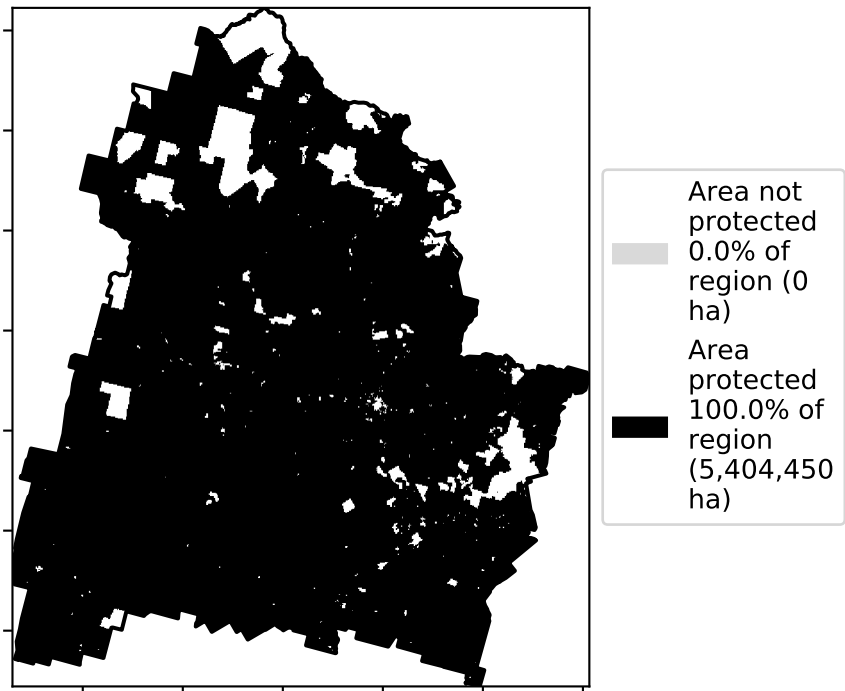 Area not
protected
0.0% of
region (0
ha)
Area
protected
100.0% of
region
(5,404,450
ha)